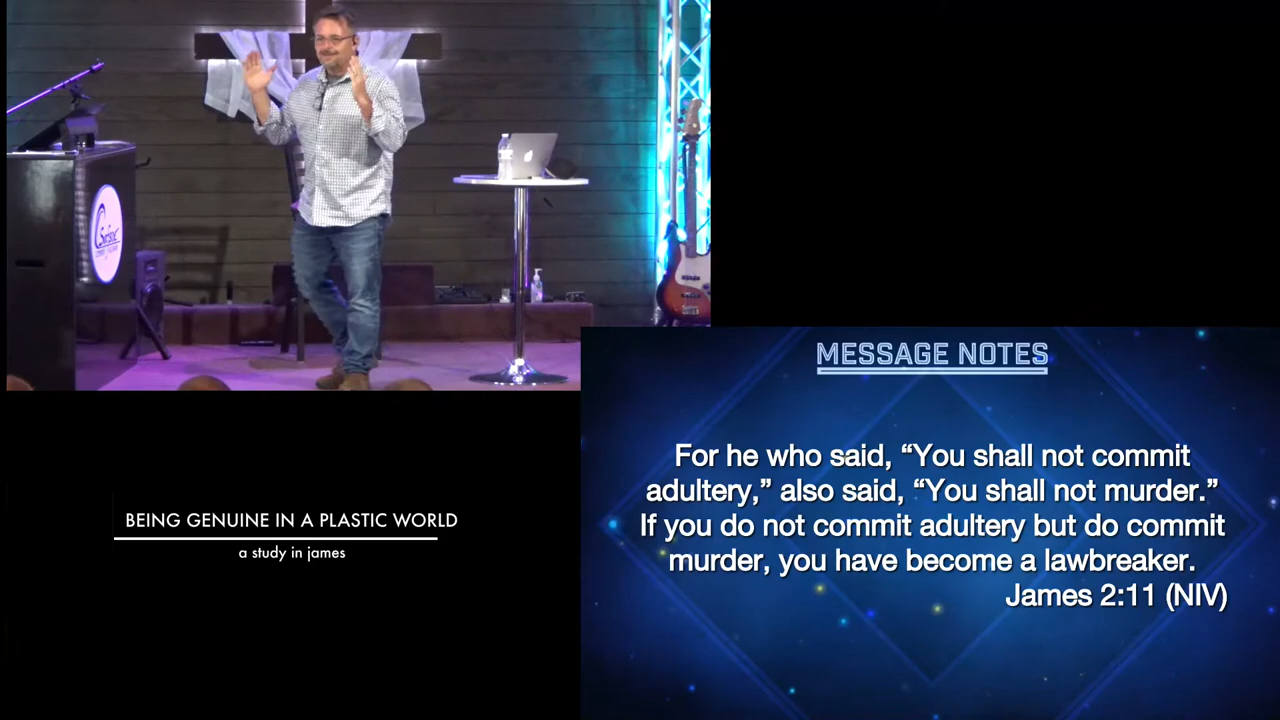 MESSAGE NOTES
For he who said, “You shall not commit
adultery,” also said, “You shall not murder.”
If you do not commit adultery but do commit
murder, you have become a lawbreaker.
James 2:11 (NIV)
BEING GENUINE IN A PLASTIC WORLD
a study in james